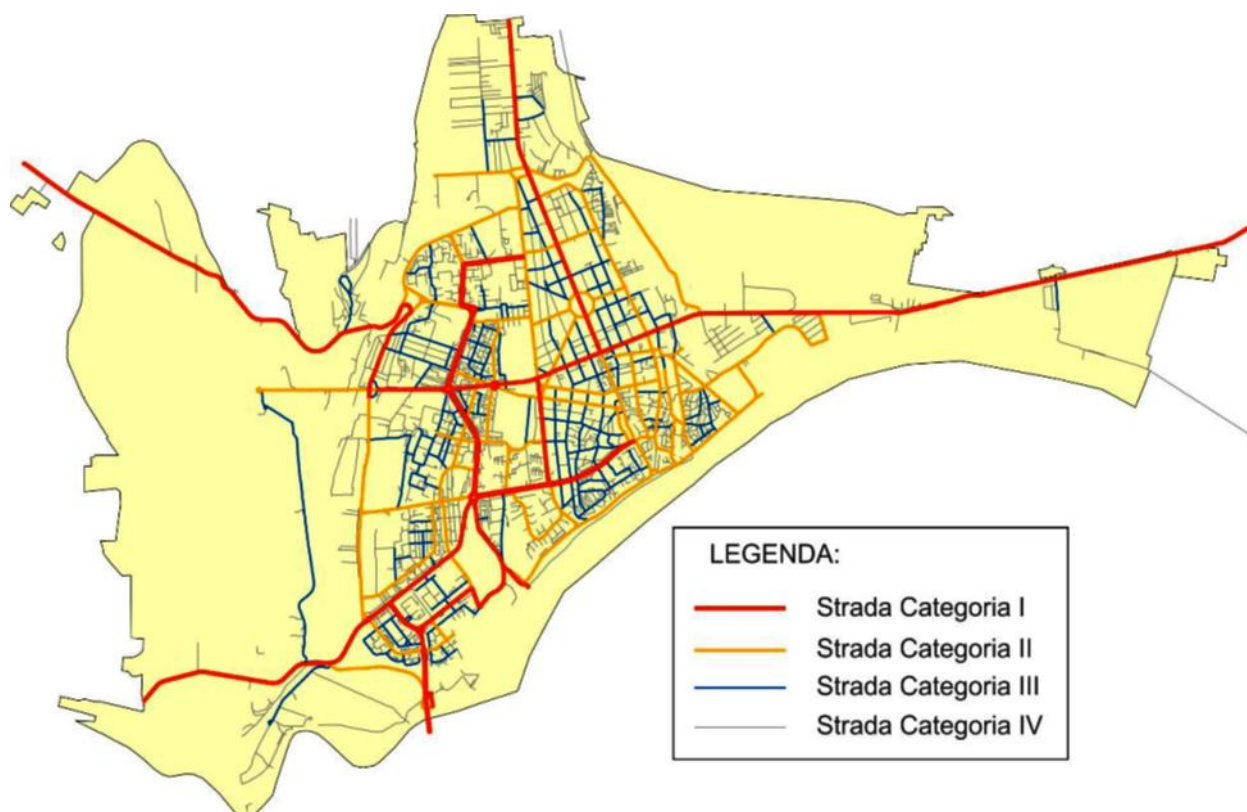 LEGENDA:
Strada Categoria I
Strada Categoria II
Strada Categoria III
Strada Categoria IV